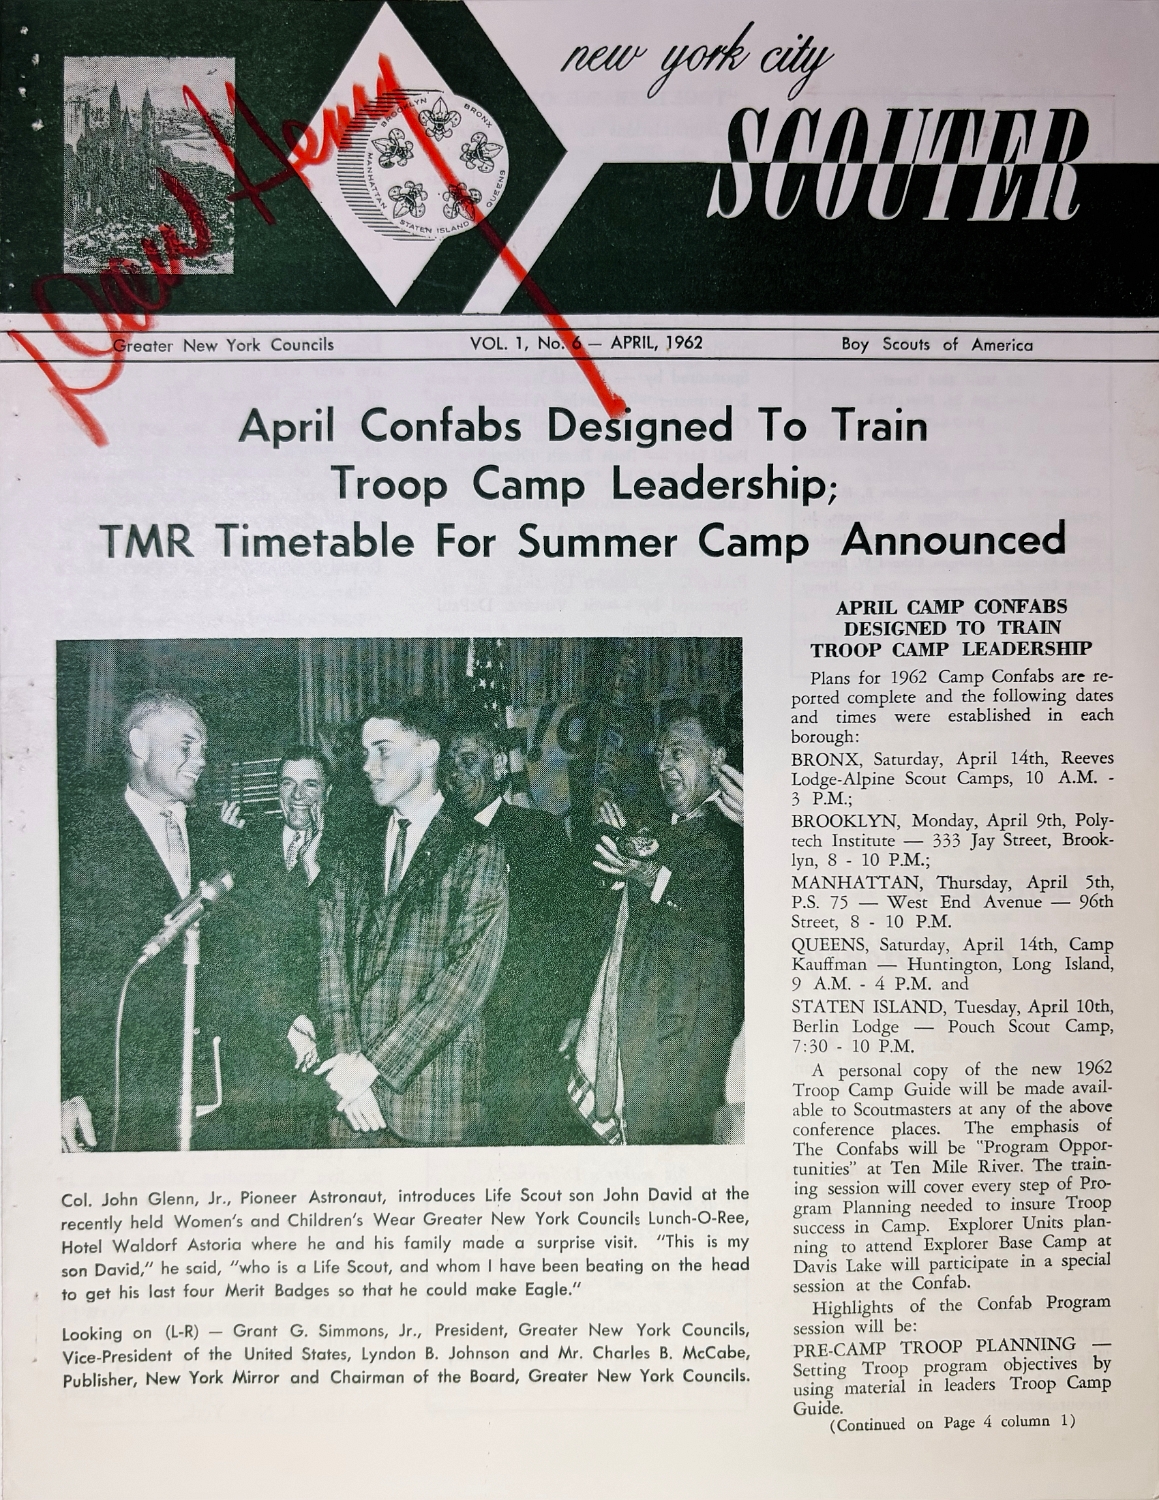 new york city
SCOUTER
BROOKLYN
BRONX
MANHATTAN
QUEENS
STATEN ISLAND
Greater New York Councils
VOL. 1, No. 6 — APRIL, 1962
Boy Scouts of America
April Confabs Designed To Train
Troop Camp Leadership;
TMR Timetable For Summer Camp Announced
Col. John Glenn, Jr., Pioneer Astronaut, introduces Life Scout son John David at the
recently held Women's and Children's Wear Greater New York Councils Lunch-O-Ree,
Hotel Waldorf Astoria where he and his family made a surprise visit. "This is my
son David," he said, "who is a Life Scout, and whom I have been beating on the head
to get his last four Merit Badges so that he could make Eagle."
Looking on (L-R) — Grant G. Simmons, Jr., President, Greater New York Councils,
Vice-President of the United States, Lyndon B. Johnson and Mr. Charles B. McCabe,
Publisher, New York Mirror and Chairman of the Board, Greater New York Councils.
APRIL CAMP CONFABS
DESIGNED TO TRAIN
TROOP CAMP LEADERSHIP
Plans for 1962 Camp Confabs are re-
ported complete and the following dates
and times were established in each
borough:
BRONX, Saturday, April 14th, Reeves
Lodge-Alpine Scout Camps, 10 A.M. -
3 P.M.;
BROOKLYN, Monday, April 9th, Poly-
tech Institute — 333 Jay Street, Brook-
lyn, 8 - 10 P.M.;
MANHATTAN, Thursday, April 5th,
P.S. 75 — West End Avenue — 96th
Street, 8 - 10 P.M.
QUEENS, Saturday, April 14th, Camp
Kauffman — Huntington, Long Island,
9 A.M. - 4 P.M. and
STATEN ISLAND, Tuesday, April 10th,
Berlin Lodge — Pouch Scout Camp,
7:30 - 10 P.M.
A personal copy of the new 1962
Troop Camp Guide will be made avail-
able to Scoutmasters at any of the above
conference places. The emphasis of
The Confabs will be "Program Oppor-
tunities" at Ten Mile River. The train-
ing session will cover every step of Pro-
gram Planning needed to insure Troop
success in Camp. Explorer Units plan-
ning to attend Explorer Base Camp at
Davis Lake will participate in a special
session at the Confab.
Highlights of the Confab Program
session will be:
PRE-CAMP TROOP PLANNING —
Setting Troop program objectives by
using material in leaders Troop Camp
Guide.
(Continued on Page 4 column 1)